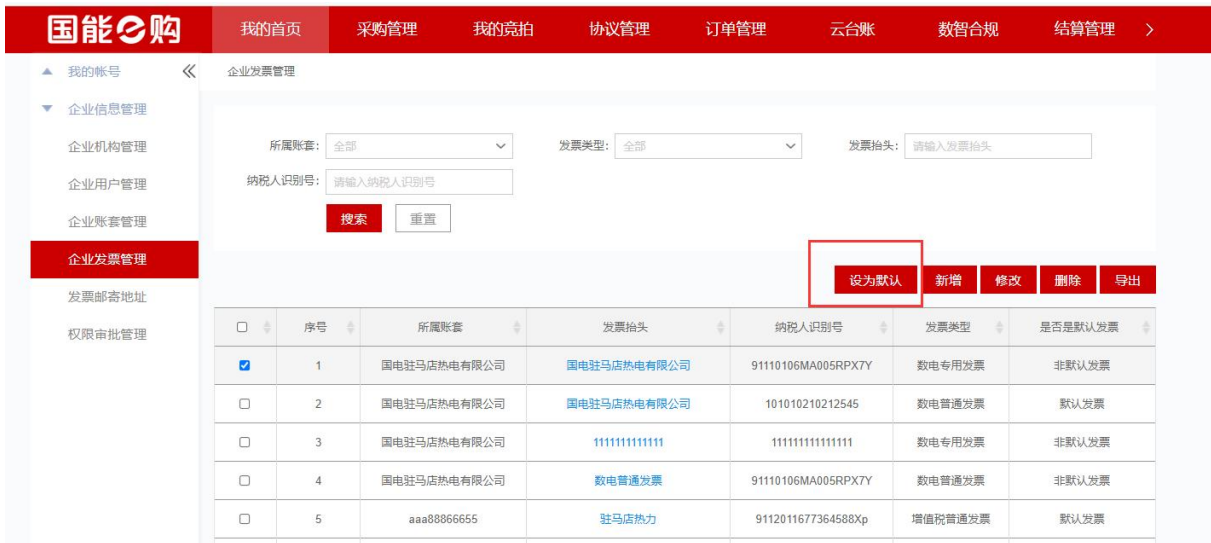 国能e购 我的首页 采购管理 我的竞拍 协议管理 订单管理 云台账 数智合规 结算管理
我的帐号 企业发票管理
企业信息管理
企业机构管理 所属账套: 全部 发票类型: 全部 发票抬头: 请输入发票抬头
企业用户管理 纳税人识别号: 请输入纳税人识别号
企业账套管理 搜索 重置
企业发票管理
设为默认 新增 修改 删除 导出
发票邮寄地址
权限审批管理
序号 所属账套 发票抬头 纳税人识别号 发票类型 是否是默认发票
1 国电驻马店热电有限公司 国电驻马店热电有限公司 91110106MA005RPX7Y 数电专用发票 非默认发票
2 国电驻马店热电有限公司 国电驻马店热电有限公司 101010210212545 数电普通发票 默认发票
3 国电驻马店热电有限公司 1111111111111 111111111111111 数电专用发票 非默认发票
4 国电驻马店热电有限公司 数电普通发票 91110106MA005RPX7Y 数电普通发票 非默认发票
5 aaa88866655 驻马店热力 9112011677364588Xp 增值税普通发票 默认发票